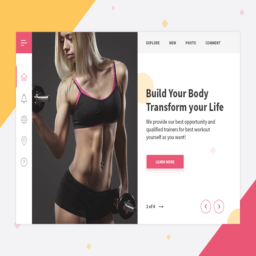 EXPLORE NEW PHOTO COMMENT
Build Your Body
Transform your Life
We provide our best opportunity and
qualified trainers for best workout
yourself as you want!
LEARN MORE
1 of 4